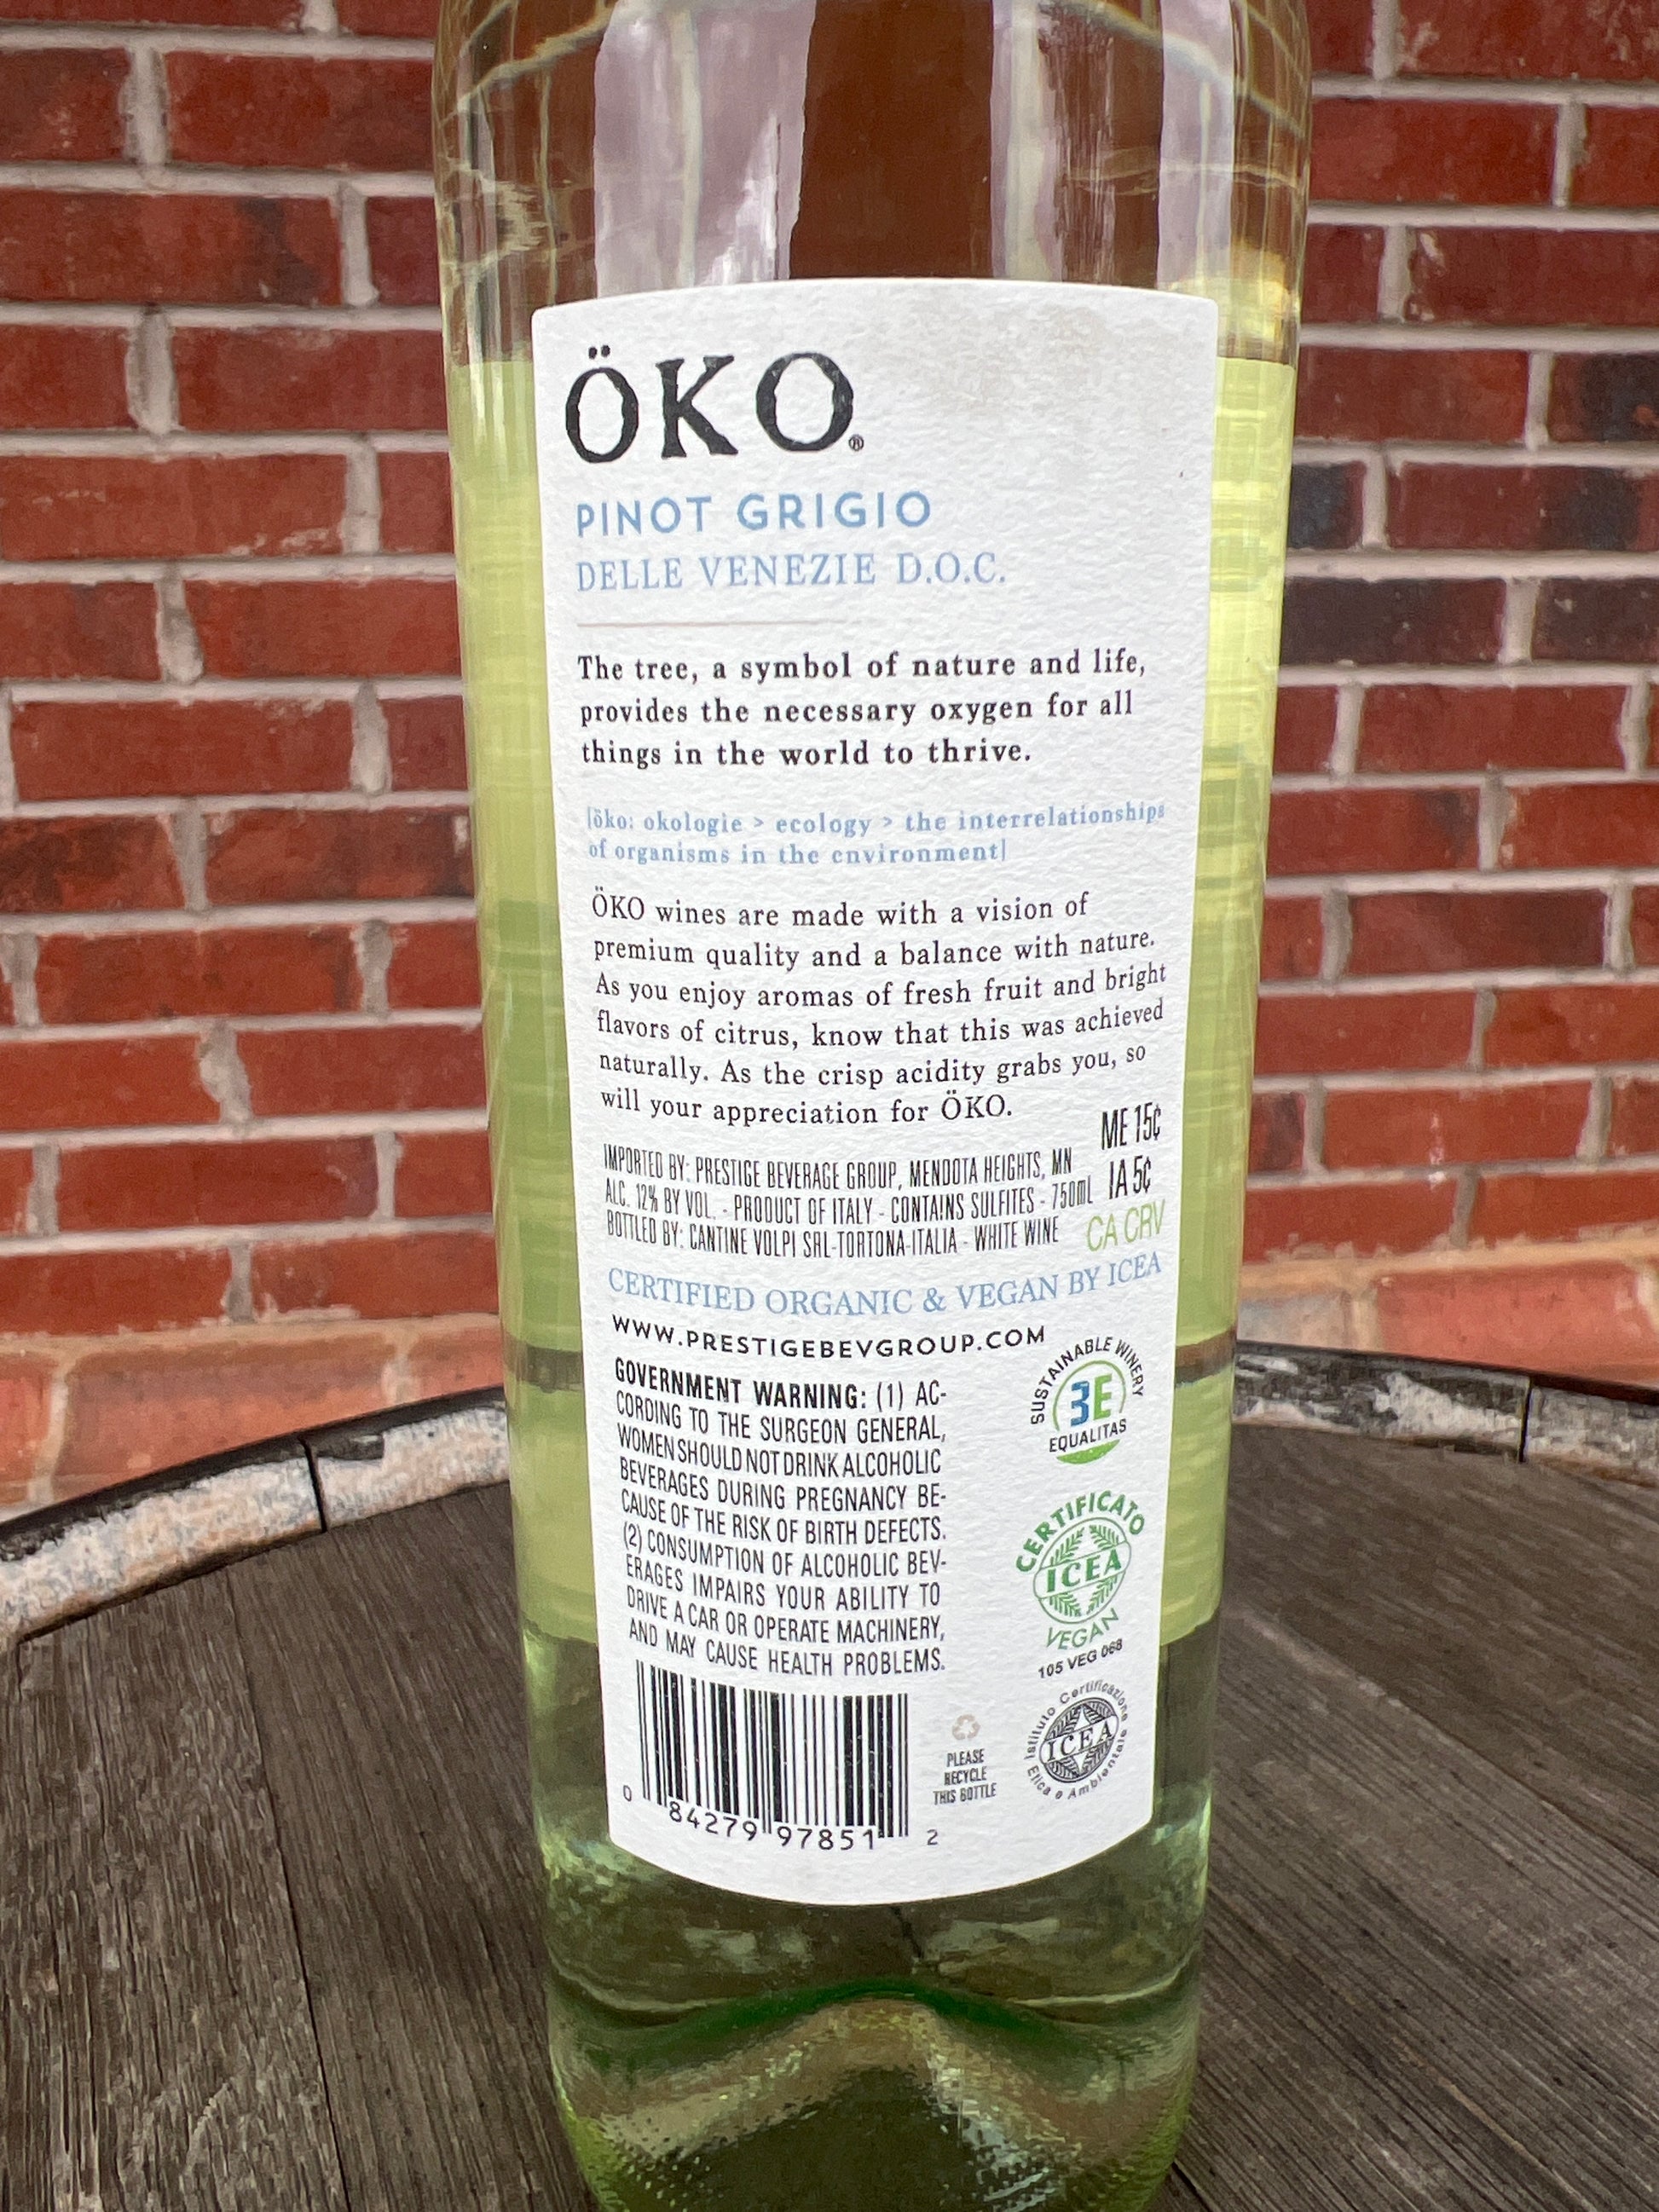 ÖKO®
PINOT GRIGIO
DELLE VENEZIE D.O.C.
The tree, a symbol of nature and life,
provides the necessary oxygen for all
things in the world to thrive.
[öko: okologie > ecology > the interrelationships
of organisms in the environment]
ÖKO wines are made with a vision of
premium quality and a balance with nature.
As you enjoy aromas of fresh fruit and bright
flavors of citrus, know that this was achieved
naturally. As the crisp acidity grabs you, so
will your appreciation for ÖKO.
ME 15¢
IA 5¢
CA CRV
IMPORTED BY: PRESTIGE BEVERAGE GROUP, MENDOTA HEIGHTS, MN
ALC. 12% BY VOL. - PRODUCT OF ITALY - CONTAINS SULFITES - 750ml
BOTTLED BY: CANTINE VOLPI SRL-TORTONA-ITALIA - WHITE WINE
CERTIFIED ORGANIC & VEGAN BY ICEA
WWW.PRESTIGEBEVGROUP.COM
GOVERNMENT WARNING: (1) AC-
CORDING TO THE SURGEON GENERAL,
WOMEN SHOULD NOT DRINK ALCOHOLIC
BEVERAGES DURING PREGNANCY BE-
CAUSE OF THE RISK OF BIRTH DEFECTS.
(2) CONSUMPTION OF ALCOHOLIC BEV-
ERAGES IMPAIRS YOUR ABILITY TO
DRIVE A CAR OR OPERATE MACHINERY,
AND MAY CAUSE HEALTH PROBLEMS.
SUSTAINABLE WINERY
3E
EQUALITAS
CERTIFICATO
ICEA
VEGAN
105 VEG 068
Istituto Certificazione
ICEA
Etica e Ambientale
PLEASE
RECYCLE
THIS BOTTLE
0 84279 97851 2